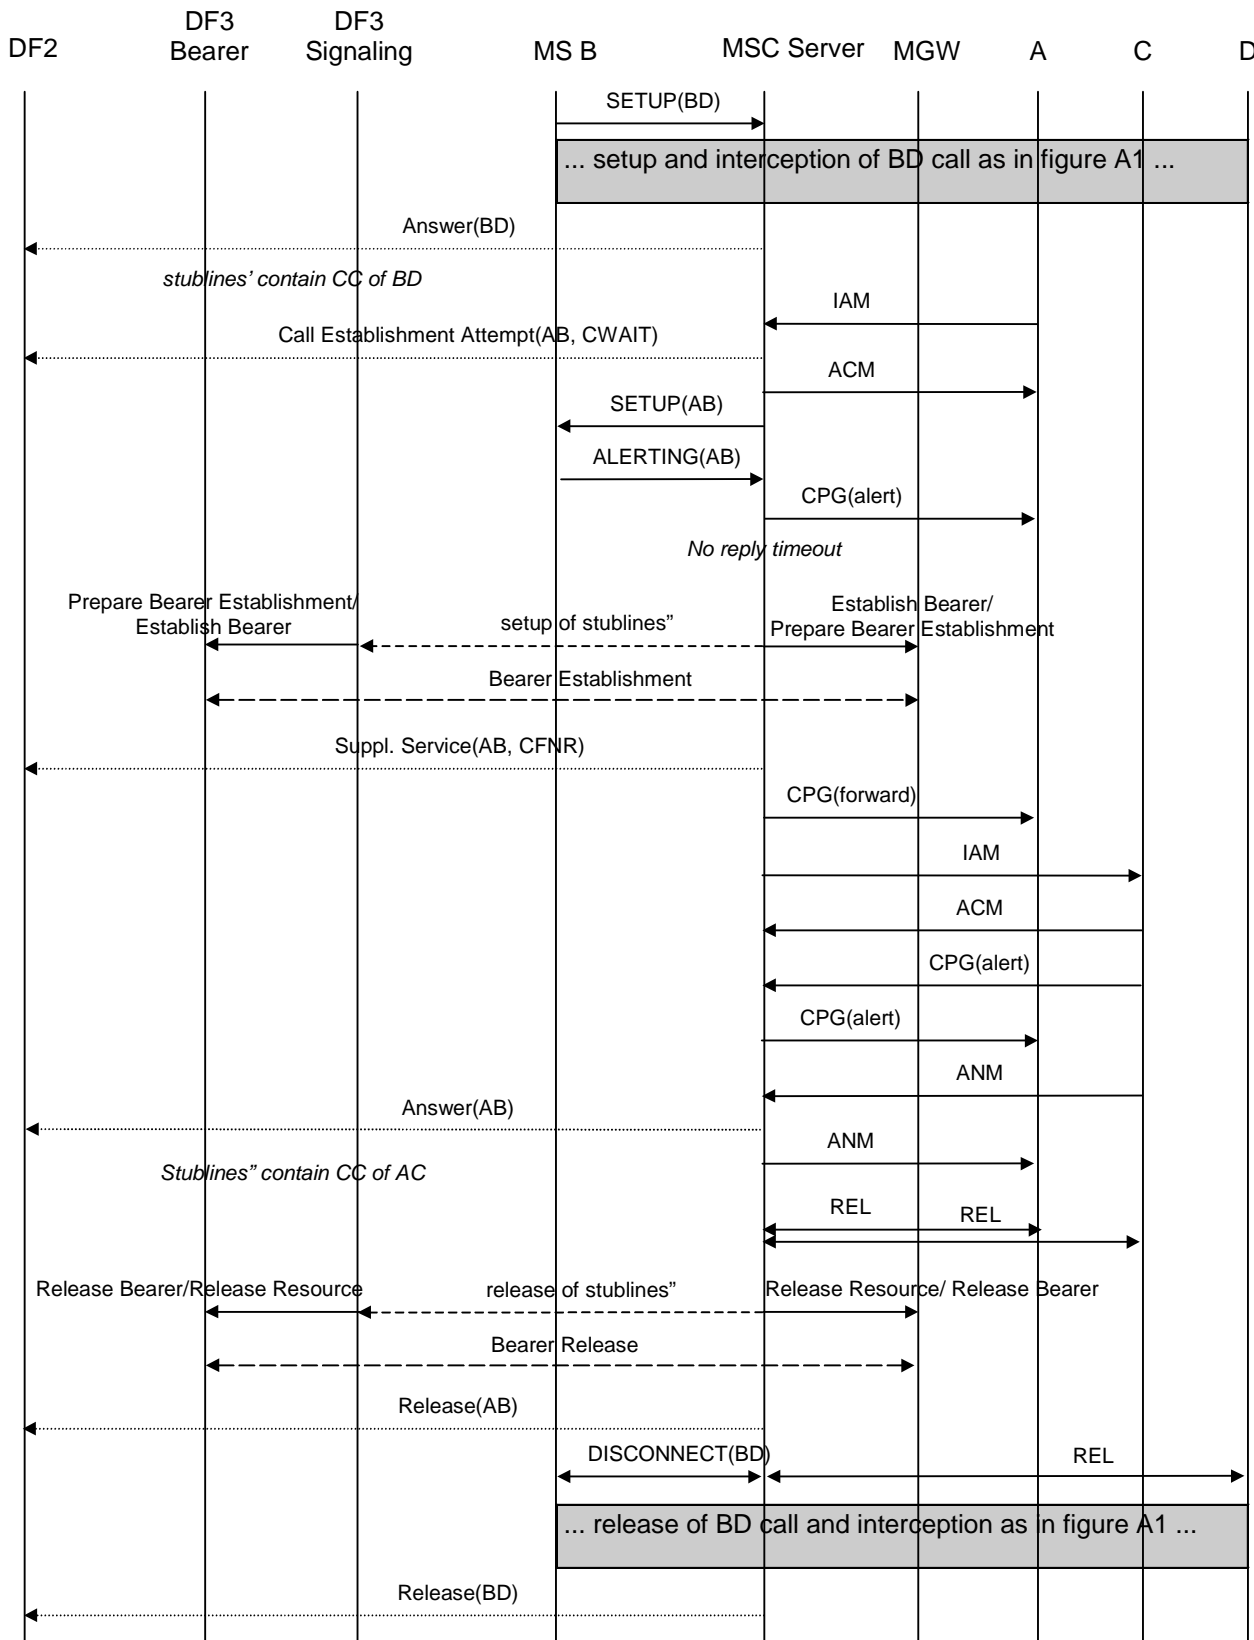 DF2
DF3
Bearer
DF3
Signaling
MS B
MSC Server
MGW
A
C
D
SETUP(BD)
... setup and interception of BD call as in figure A1 ...
Answer(BD)
stublines’ contain CC of BD
IAM
Call Establishment Attempt(AB, CWAIT)
ACM
SETUP(AB)
ALERTING(AB)
CPG(alert)
No reply timeout
Prepare Bearer Establishment/
Establish Bearer
setup of stublines”
Establish Bearer/
Prepare Bearer Establishment
Bearer Establishment
Suppl. Service(AB, CFNR)
CPG(forward)
IAM
ACM
CPG(alert)
CPG(alert)
ANM
Answer(AB)
ANM
Stublines” contain CC of AC
REL
REL
Release Bearer/Release Resource
release of stublines”
Release Resource/ Release Bearer
Bearer Release
Release(AB)
DISCONNECT(BD)
REL
... release of BD call and interception as in figure A1 ...
Release(BD)